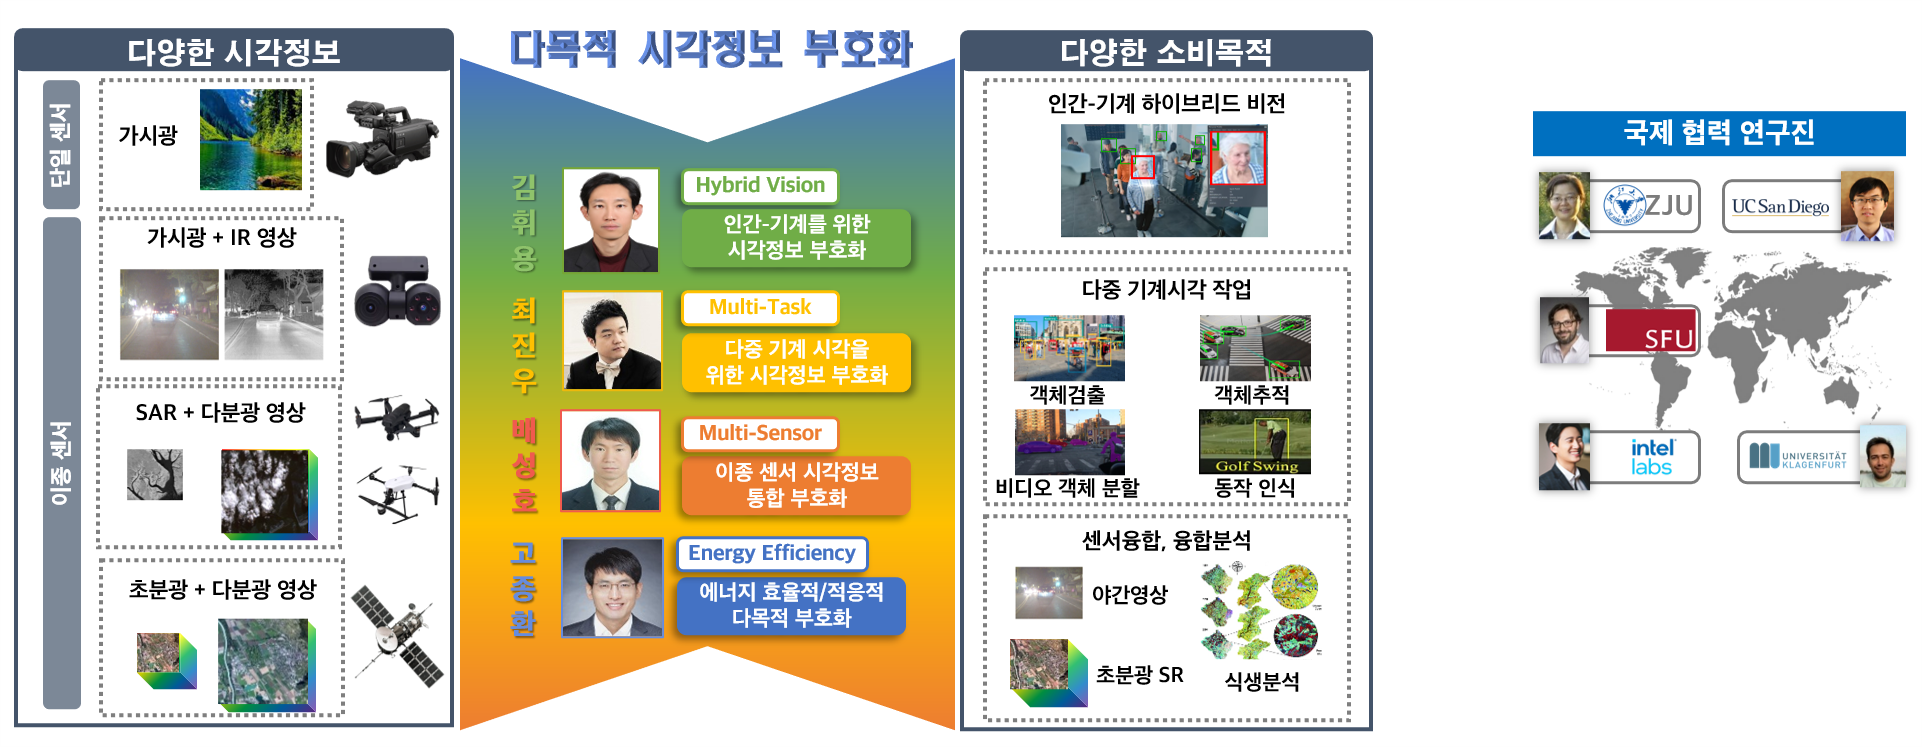 다양한 시각정보
단일 센서
가시광
이종 센서
가시광 + IR 영상
SAR + 다분광 영상
초분광 + 다분광 영상
다목적 시각정보 부호화
김휘용
Hybrid Vision
인간-기계를 위한
시각정보 부호화
최진우
Multi-Task
다중 기계 시각을
위한 시각정보 부호화
배성호
Multi-Sensor
이종 센서 시각정보
통합 부호화
고종환
Energy Efficiency
에너지 효율적/적응적
다목적 부호화
다양한 소비목적
인간-기계 하이브리드 비전
다중 기계시각 작업
객체검출
객체추적
Golf Swing
비디오 객체 분할
동작 인식
센서융합, 융합분석
야간영상
초분광 SR
식생분석
국제 협력 연구진
ZJU
UC San Diego
SFU
intel
labs
UNIVERSITÄT
KLAGENFURT